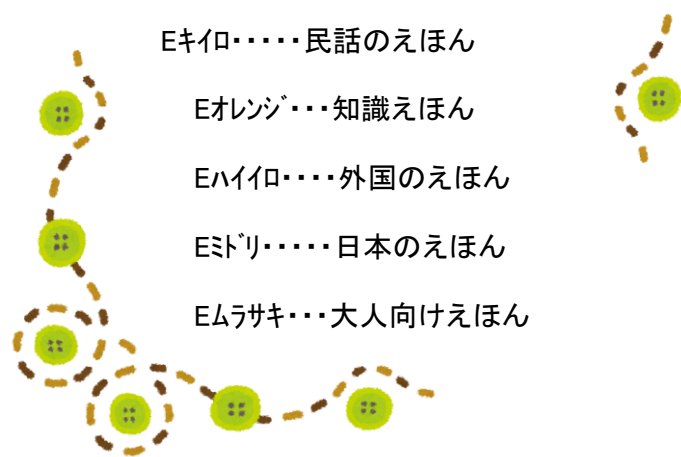 Eｷｲﾛ・・・・・民話のえほん
Eｵﾚﾝｼﾞ・・・知識えほん
Eﾊｲｲﾛ・・・・外国のえほん
Eﾐﾄﾞﾘ・・・・・日本のえほん
Eﾑﾗｻｷ・・・大人向けえほん